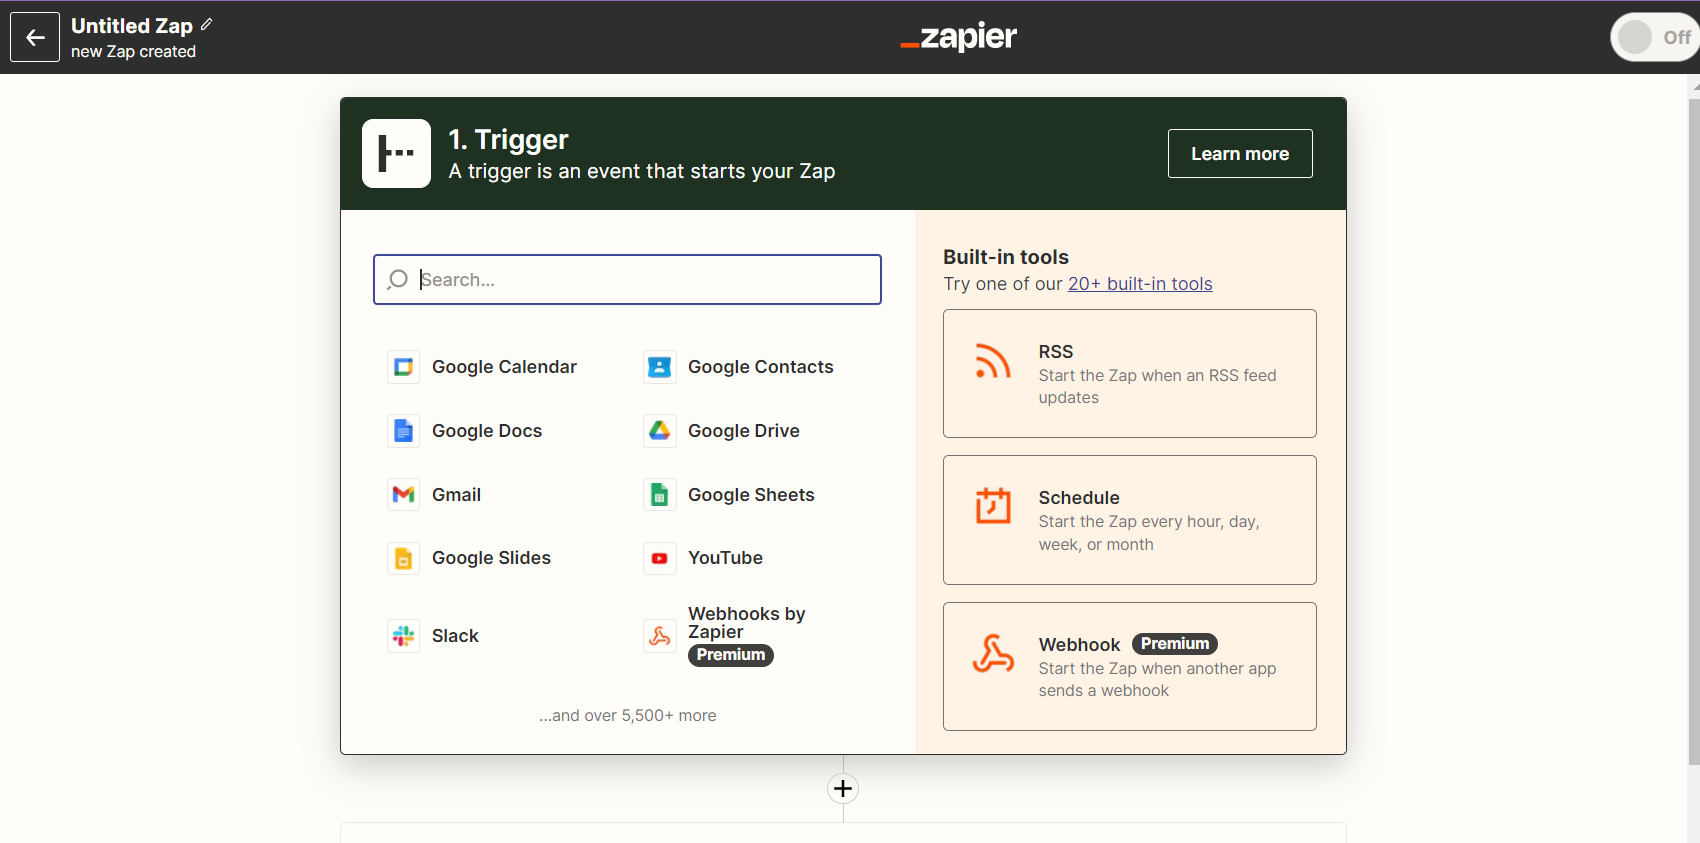 Untitled Zap
new Zap created
zapier
Off
1. Trigger
A trigger is an event that starts your Zap
Learn more
Search...
Google Calendar
Google Contacts
Google Docs
Google Drive
Gmail
Google Sheets
Google Slides
YouTube
Slack
Webhooks by
Zapier
Premium
...and over 5,500+ more
Built-in tools
Try one of our 20+ built-in tools
RSS
Start the Zap when an RSS feed
updates
Schedule
Start the Zap every hour, day,
week, or month
Webhook Premium
Start the Zap when another app
sends a webhook